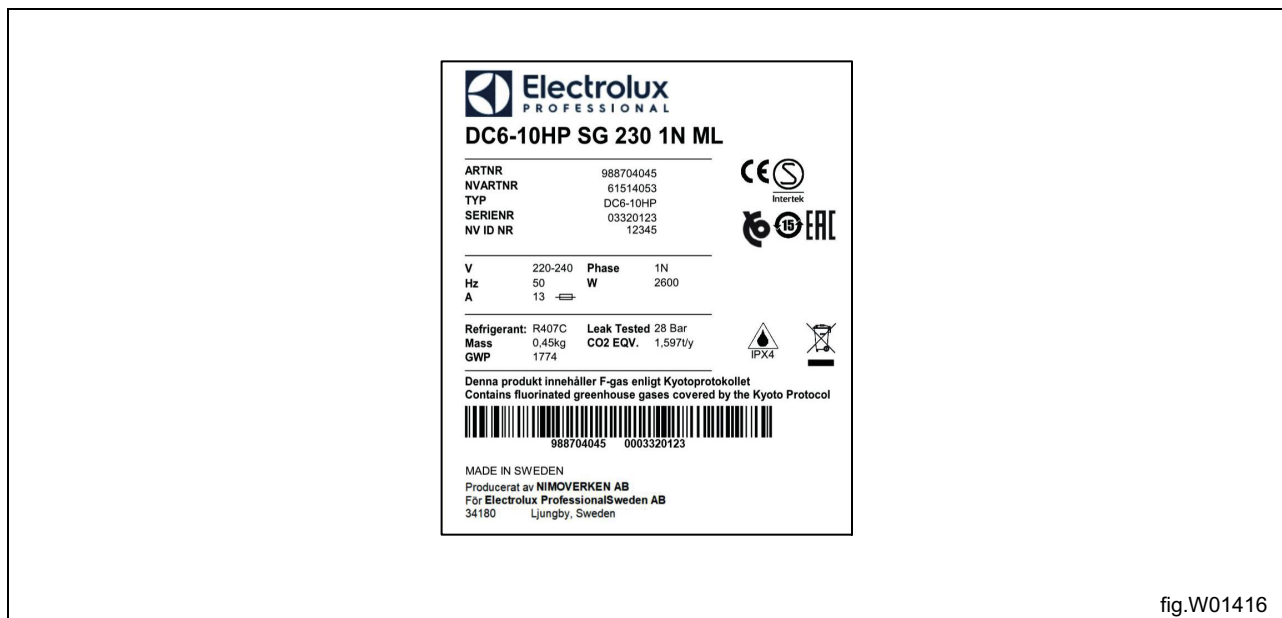 Electrolux
PROFESSIONAL
DC6-10HP SG 230 1N ML
ARTNR 988704045
NVARTNR 61514053
TYP DC6-10HP
SERIENR 03320123
NV ID NR 12345
CE S
Intertek
15 EAC
V 220-240 Phase 1N
Hz 50 W 2600
A 13
Refrigerant: R407C Leak Tested 28 Bar
Mass 0,45kg CO2 EQV. 1,597t/y
GWP 1774
IPX4
Denna produkt innehåller F-gas enligt Kyotoprotokollet
Contains fluorinated greenhouse gases covered by the Kyoto Protocol
988704045 0003320123
MADE IN SWEDEN
Producerat av NIMOVERKEN AB
För Electrolux ProfessionalSweden AB
34180 Ljungby, Sweden
fig.W01416